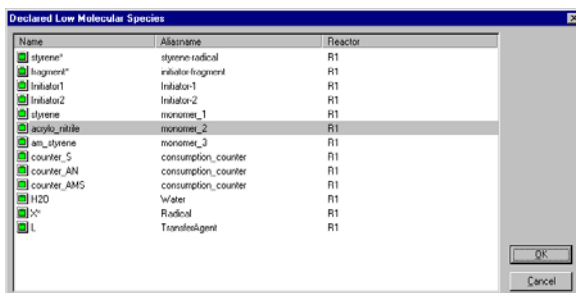 Declared Low Molecular Species
Name Aliasname Reactor
styrene* styrene-radical R1
fragment* initiator-fragment R1
Initiator1 Initiator-1 R1
Initiator2 Initiator-2 R1
styrene monomer_1 R1
acrylo_nitrile monomer_2 R1
am_styrene monomer_3 R1
counter_S consumption_counter R1
counter_AN consumption_counter R1
counter_AMS consumption_counter R1
H2O Water R1
X* Radical R1
L TransferAgent R1
OK
Cancel